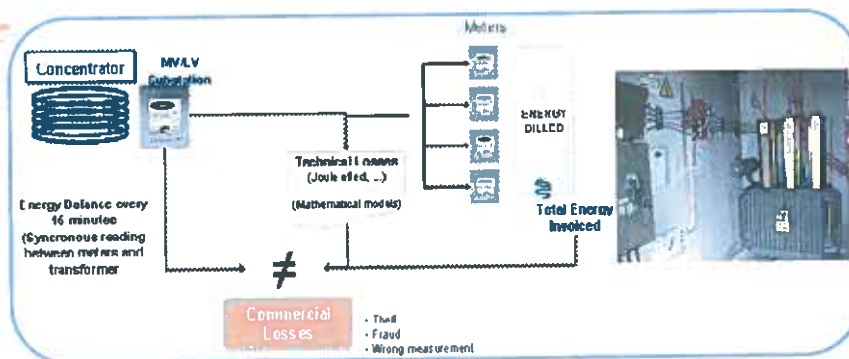 Meters
Concentrator
MV/LV
Substation
ENERGY
BILLED
Technical Losses
(Joule effect, ...)
(Mathematical models)
Energy Balance every
15 minutes
(Syncronous reading
between meters and
transformer
Total Energy
Invoiced
≠
Commercial
Losses
- Theft
- Fraud
- Wrong measurement